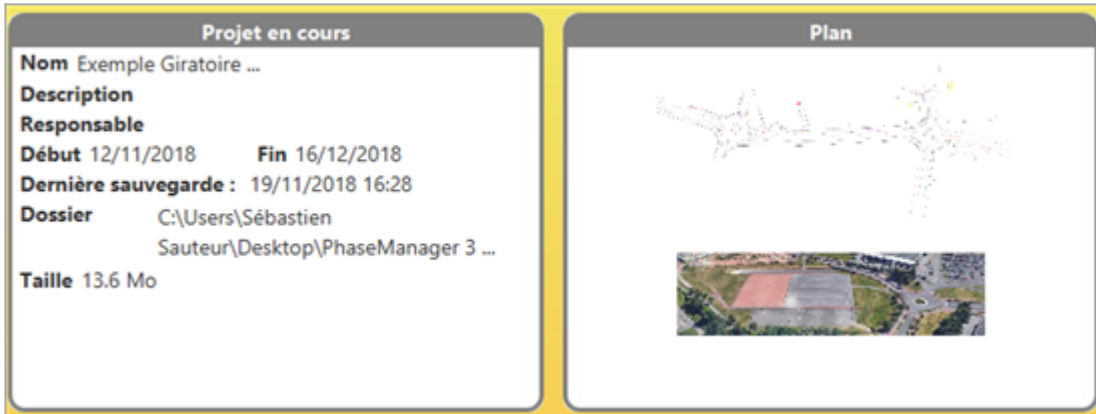 Projet en cours
Nom Exemple Giratoire ...
Description
Responsable
Début 12/11/2018 Fin 16/12/2018
Dernière sauvegarde : 19/11/2018 16:28
Dossier C:\Users\Sébastien
Sauteur\Desktop\PhaseManager 3 ...
Taille 13.6 Mo
Plan